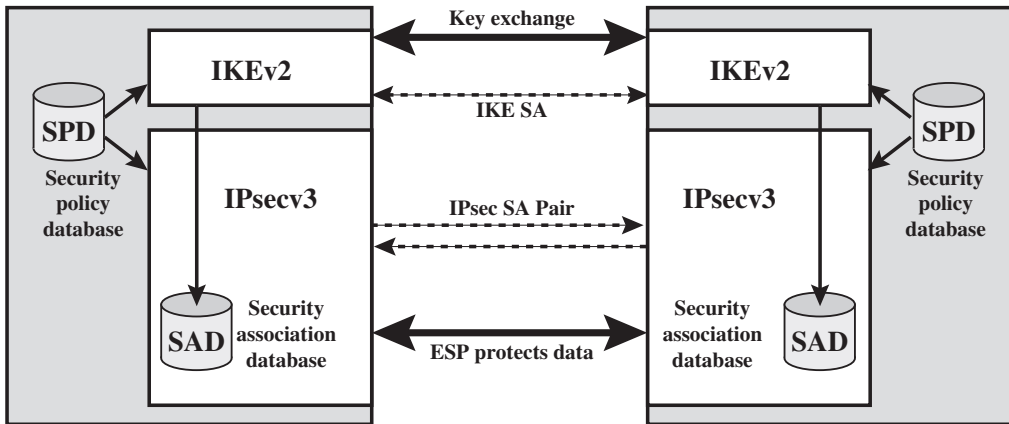 Key exchange
IKEv2
IKEv2
IKE SA
SPD
SPD
Security
policy
database
Security
policy
database
IPsecv3
IPsecv3
IPsec SA Pair
SAD
Security
association
database
Security
association
database
SAD
ESP protects data